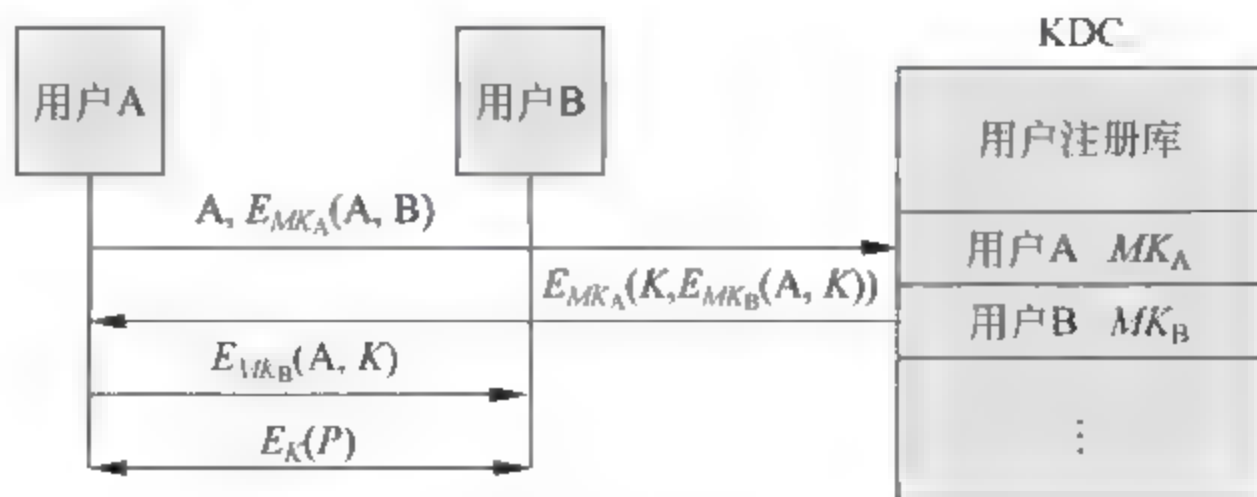 KDC
用户A
用户B
用户注册库
A, E_{MK_A}(A, B)
用户A MK_A
E_{MK_A}(K,E_{MK_B}(A, K))
用户B MK_B
E_{MK_B}(A, K)
E_K(P)
⋮